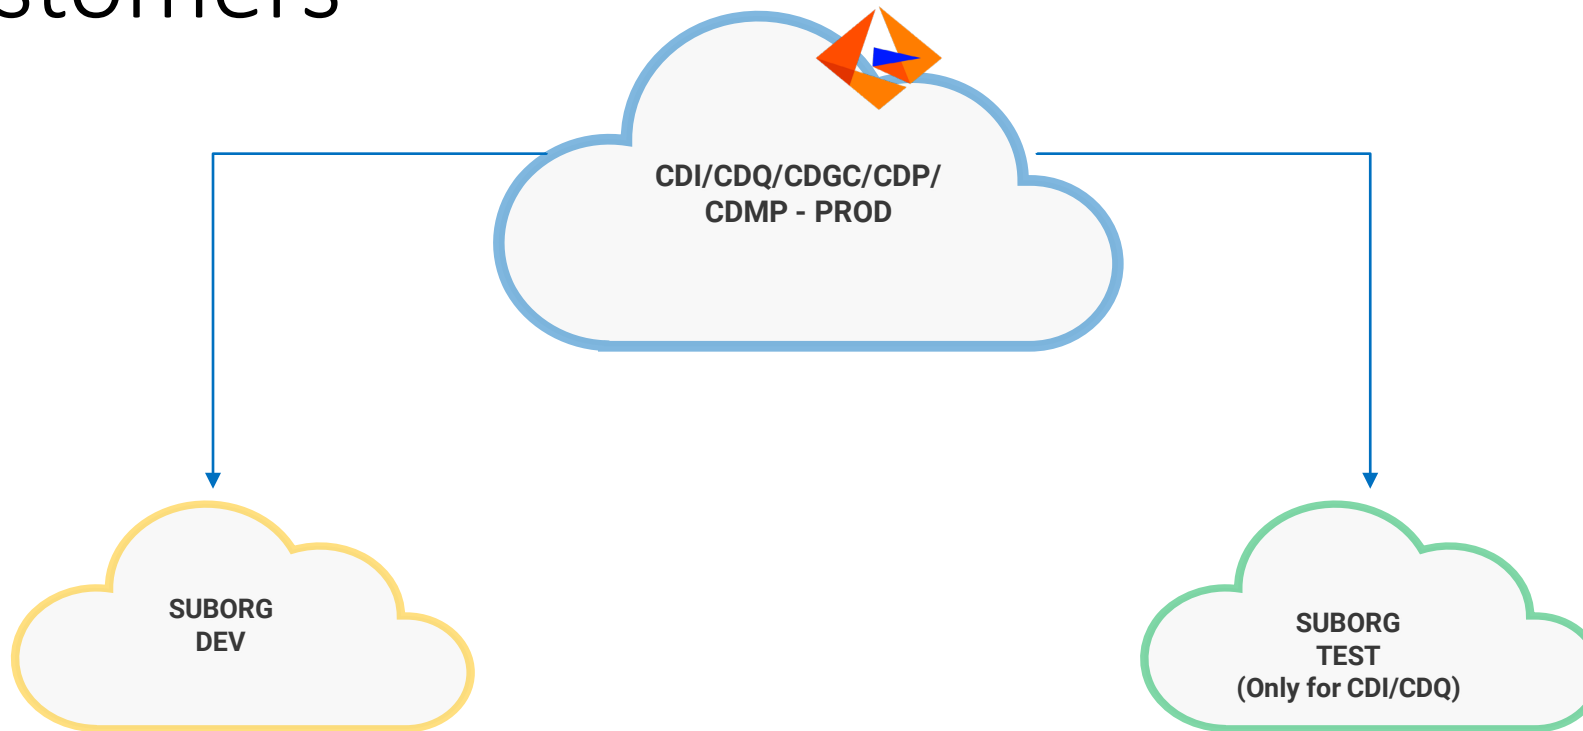 CDI/CDQ/CDGC/CDP/
CDMP - PROD
SUBORG
DEV
SUBORG
TEST
(Only for CDI/CDQ)